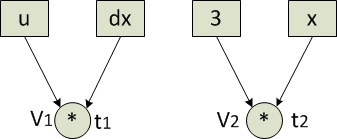 u dx 3 x
V1 * t1 V2 * t2